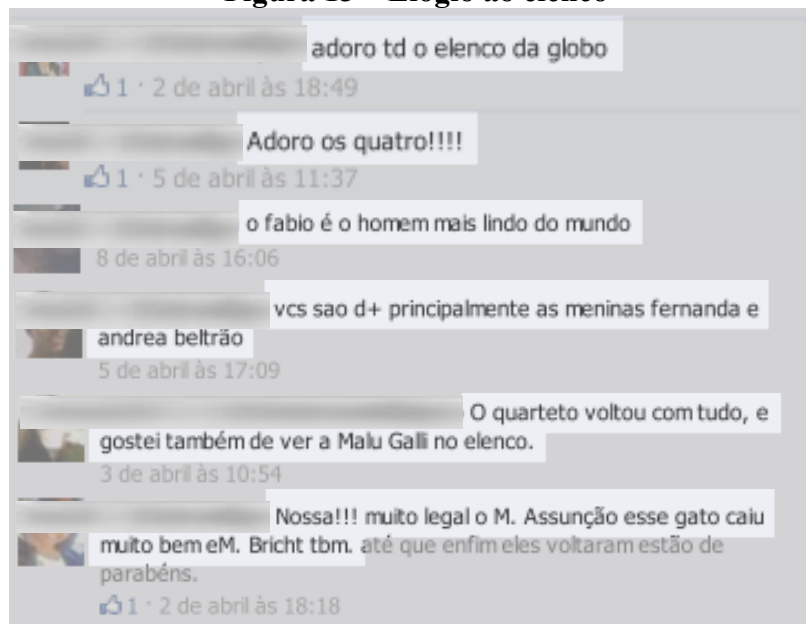 Figura 15 – Elogio ao elenco
adoro td o elenco da globo
1 · 2 de abril às 18:49
Adoro os quatro!!!!
1 · 5 de abril às 11:37
o fabio é o homem mais lindo do mundo
8 de abril às 16:06
vcs sao d+ principalmente as meninas fernanda e
andrea beltrão
5 de abril às 17:09
O quarteto voltou com tudo, e
gostei também de ver a Malu Galli no elenco.
3 de abril às 10:54
Nossa!!! muito legal o M. Assunção esse gato caiu
muito bem eM. Bricht tbm. até que enfim eles voltaram estão de
parabéns.
1 · 2 de abril às 18:18